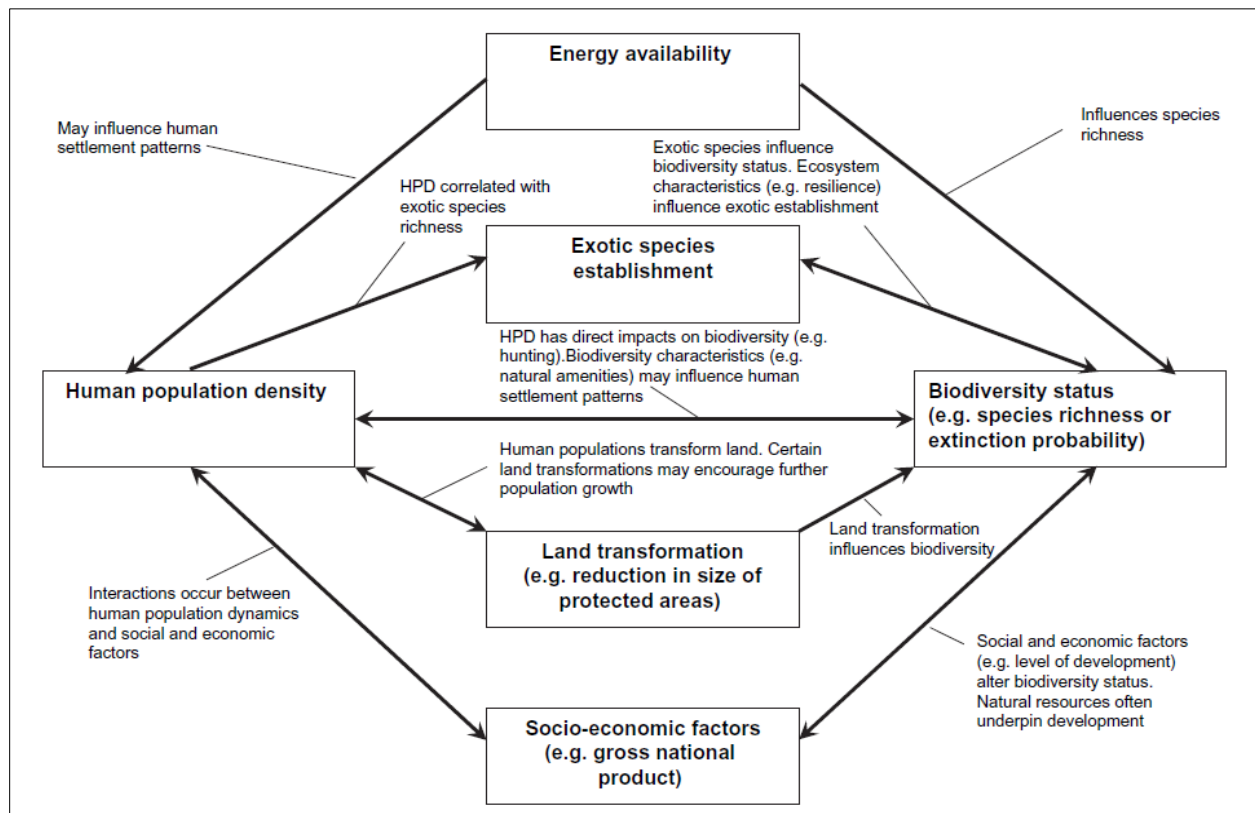 Energy availability
May influence human
settlement patterns
Influences species
richness
Exotic species influence
biodiversity status. Ecosystem
characteristics (e.g. resilience)
influence exotic establishment
HPD correlated with
exotic species
richness
Exotic species
establishment
HPD has direct impacts on biodiversity (e.g.
hunting).Biodiversity characteristics (e.g.
natural amenities) may influence human
settlement patterns
Human population density
Biodiversity status
(e.g. species richness or
extinction probability)
Human populations transform land. Certain
land transformations may encourage further
population growth
Land transformation
influences biodiversity
Land transformation
(e.g. reduction in size of
protected areas)
Interactions occur between
human population dynamics
and social and economic
factors
Social and economic factors
(e.g. level of development)
alter biodiversity status.
Natural resources often
underpin development
Socio-economic factors
(e.g. gross national
product)